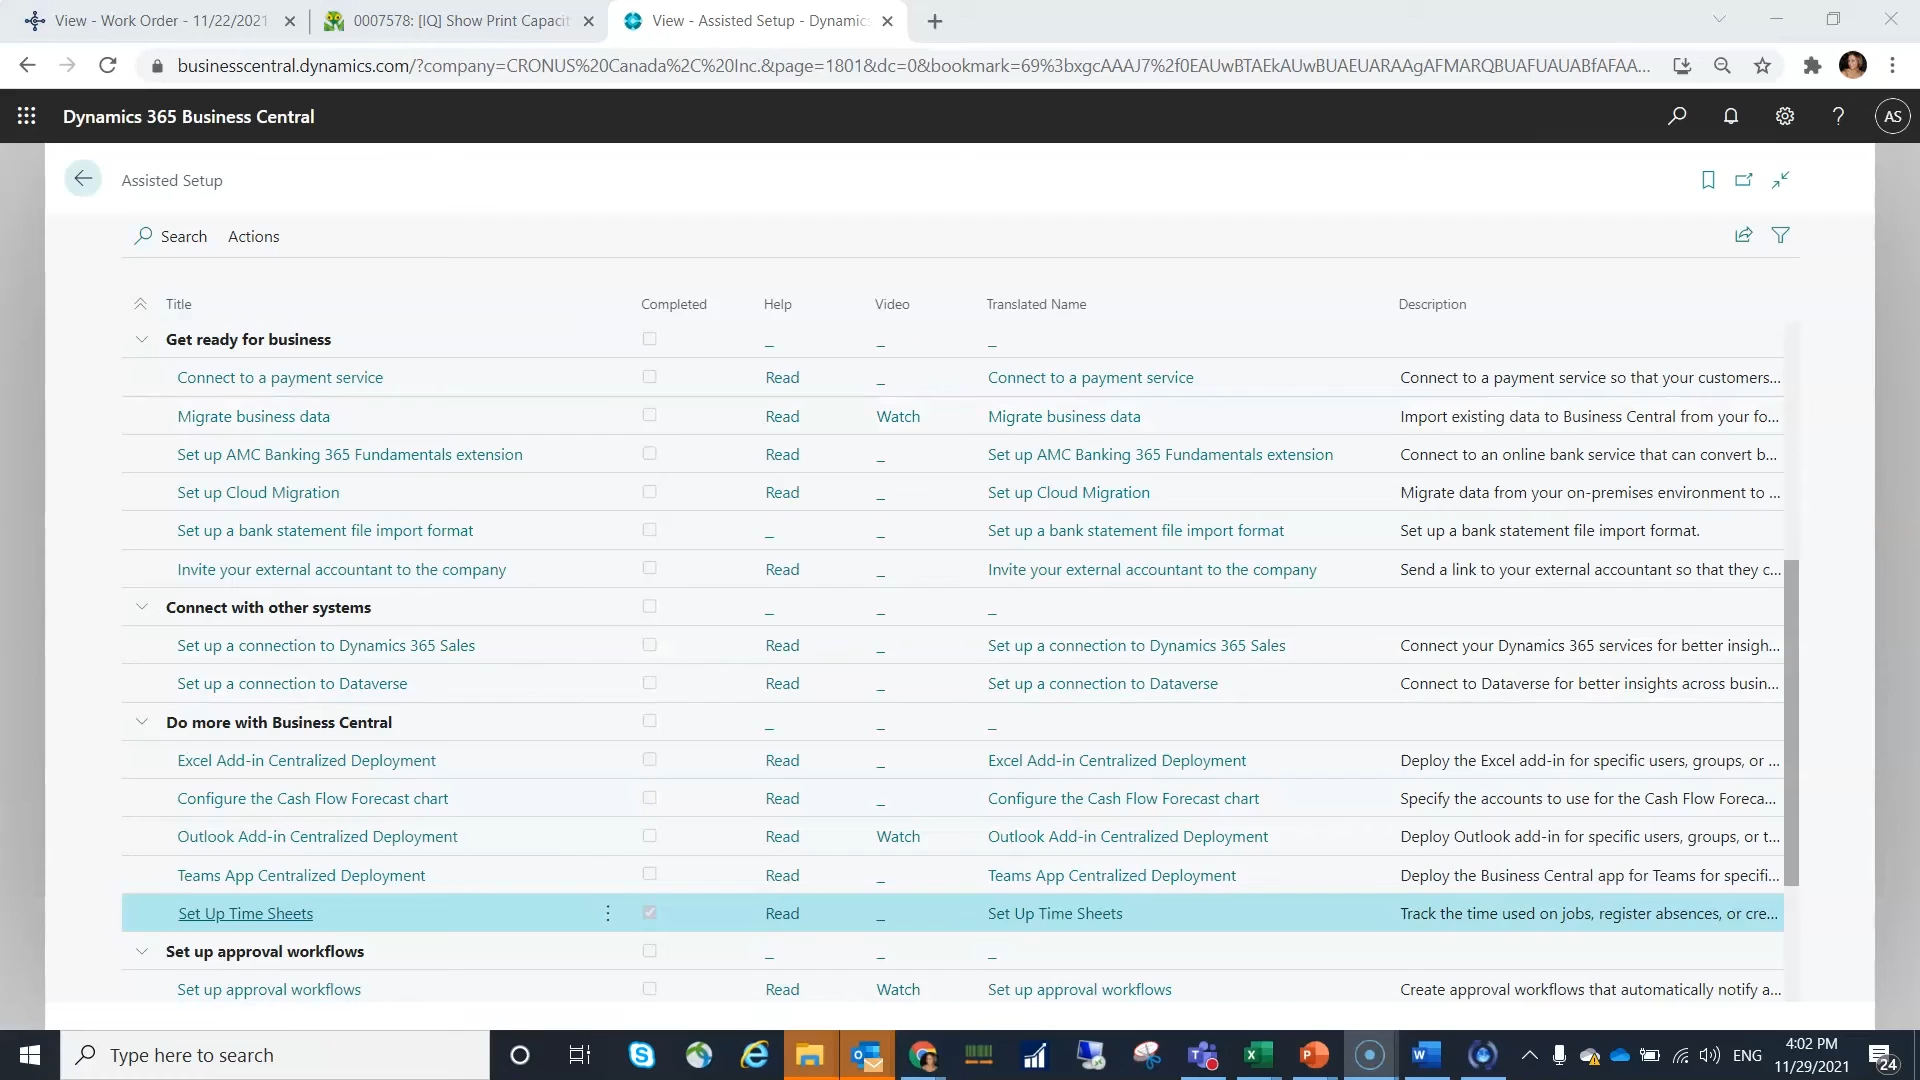 View - Work Order - 11/22/2021
0007578: [IQ] Show Print Capacit
View - Assisted Setup - Dynamics
businesscentral.dynamics.com/?company=CRONUS%20Canada%2C%20Inc.&page=1801&dc=0&bookmark=69%3bxgcAAAJ7%2f0EAUwBTAEkAUwBUAEUARAAgAFMARQBUAFUAUABfAFAA...
Dynamics 365 Business Central
AS
Assisted Setup
Search Actions
Title Completed Help Video Translated Name Description
Get ready for business _ _ _
Connect to a payment service Read _ Connect to a payment service Connect to a payment service so that your customers...
Migrate business data Read Watch Migrate business data Import existing data to Business Central from your fo...
Set up AMC Banking 365 Fundamentals extension Read _ Set up AMC Banking 365 Fundamentals extension Connect to an online bank service that can convert b...
Set up Cloud Migration Read _ Set up Cloud Migration Migrate data from your on-premises environment to ...
Set up a bank statement file import format _ _ Set up a bank statement file import format Set up a bank statement file import format.
Invite your external accountant to the company Read _ Invite your external accountant to the company Send a link to your external accountant so that they c...
Connect with other systems _ _ _
Set up a connection to Dynamics 365 Sales Read _ Set up a connection to Dynamics 365 Sales Connect your Dynamics 365 services for better insigh...
Set up a connection to Dataverse Read _ Set up a connection to Dataverse Connect to Dataverse for better insights across busin...
Do more with Business Central _ _ _
Excel Add-in Centralized Deployment Read _ Excel Add-in Centralized Deployment Deploy the Excel add-in for specific users, groups, or ...
Configure the Cash Flow Forecast chart Read _ Configure the Cash Flow Forecast chart Specify the accounts to use for the Cash Flow Foreca...
Outlook Add-in Centralized Deployment Read Watch Outlook Add-in Centralized Deployment Deploy Outlook add-in for specific users, groups, or t...
Teams App Centralized Deployment Read _ Teams App Centralized Deployment Deploy the Business Central app for Teams for specifi...
Set Up Time Sheets Read _ Set Up Time Sheets Track the time used on jobs, register absences, or cre...
Set up approval workflows _ _ _
Set up approval workflows Read Watch Set up approval workflows Create approval workflows that automatically notify a...
Type here to search
ENG
4:02 PM
11/29/2021
24